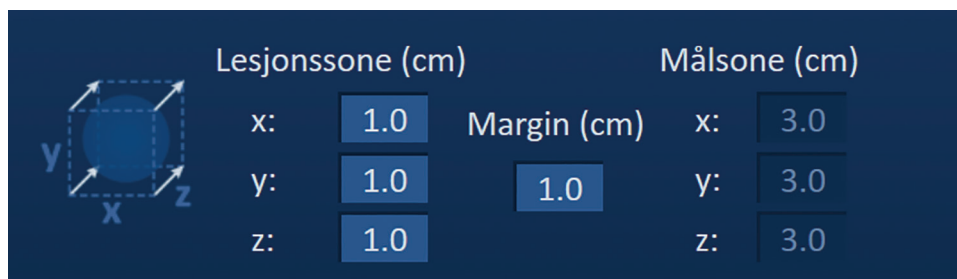 Lesjonssone (cm)
Målsone (cm)
x: 1.0
Margin (cm)
x: 3.0
y
y: 1.0
1.0
y: 3.0
z
x
z: 1.0
z: 3.0